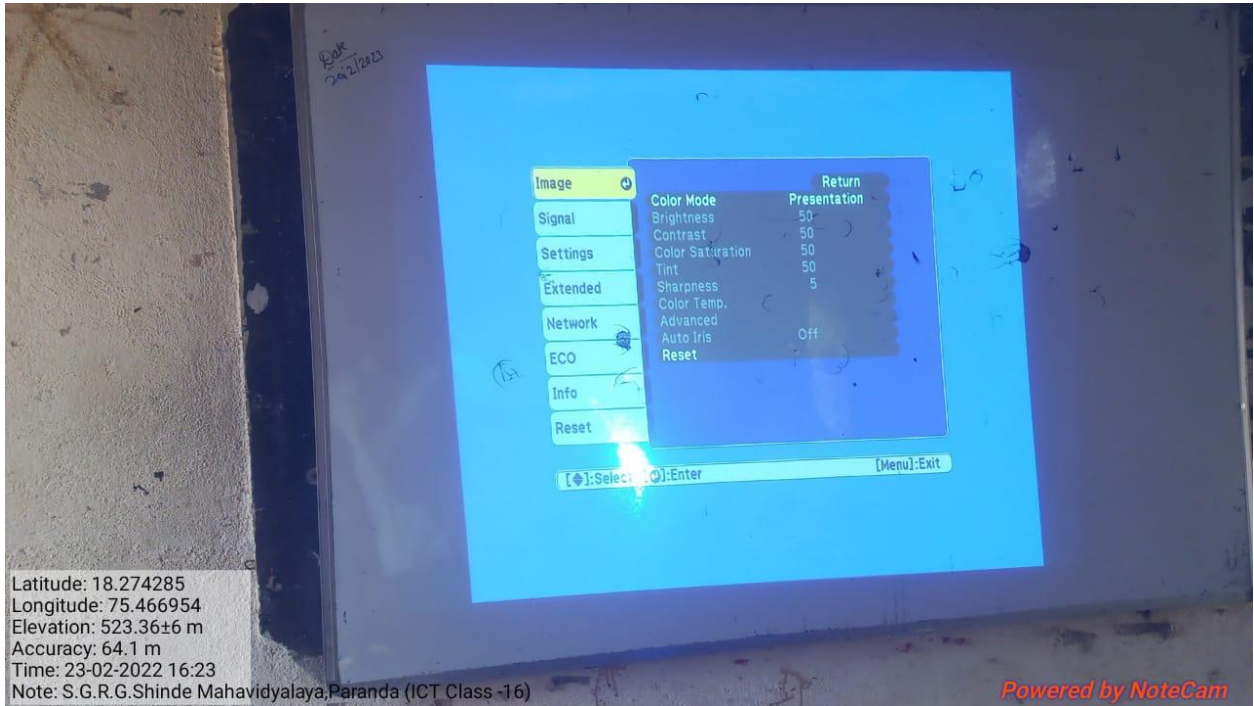 Date
Image
Signal
Settings
Extended
Network
ECO
Info
Reset
Return
Color Mode Presentation
Brightness 50
Contrast 50
Color Saturation 50
Tint 50
Sharpness 5
Color Temp.
Advanced
Auto Iris Off
Reset
[ ]:Select [ ]:Enter [Menu]:Exit
Latitude: 18.274285
Longitude: 75.466954
Elevation: 523.36±6 m
Accuracy: 64.1 m
Time: 23-02-2022 16:23
Note: S.G.R.G.Shinde Mahavidyalaya,Paranda (ICT Class -16)
Powered by NoteCam